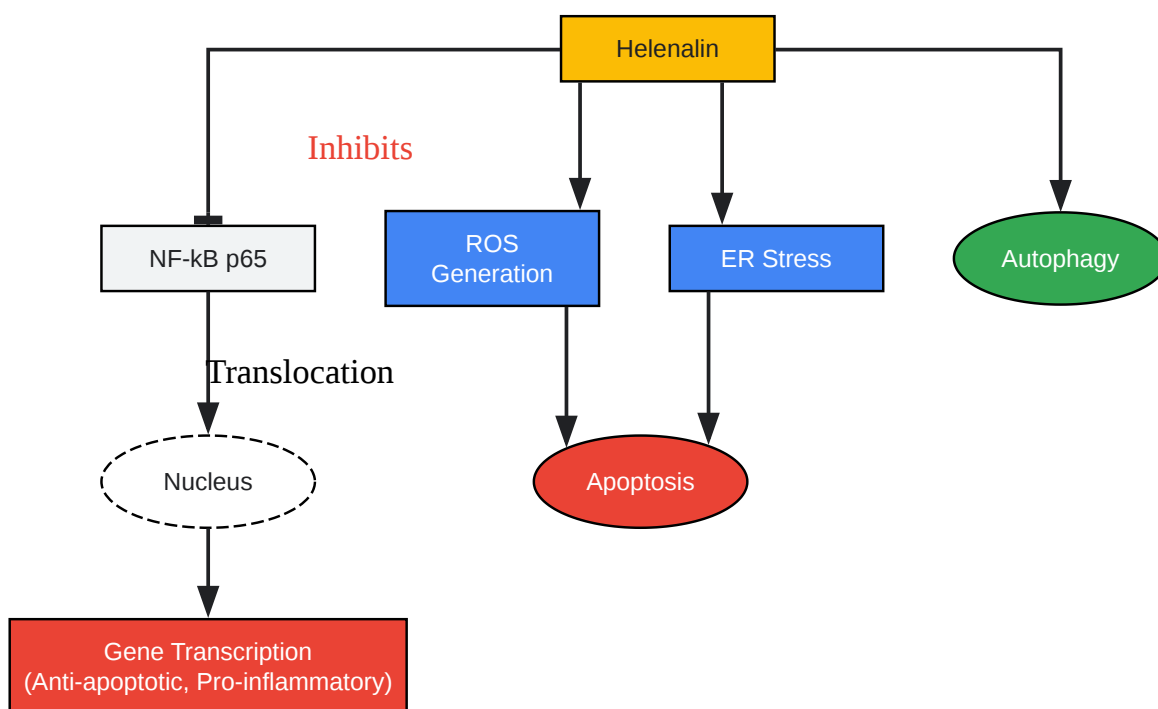 Helenalin
Inhibits
NF-kB p65
ROS
Generation
ER Stress
Autophagy
Translocation
Nucleus
Apoptosis
Gene Transcription
(Anti-apoptotic, Pro-inflammatory)